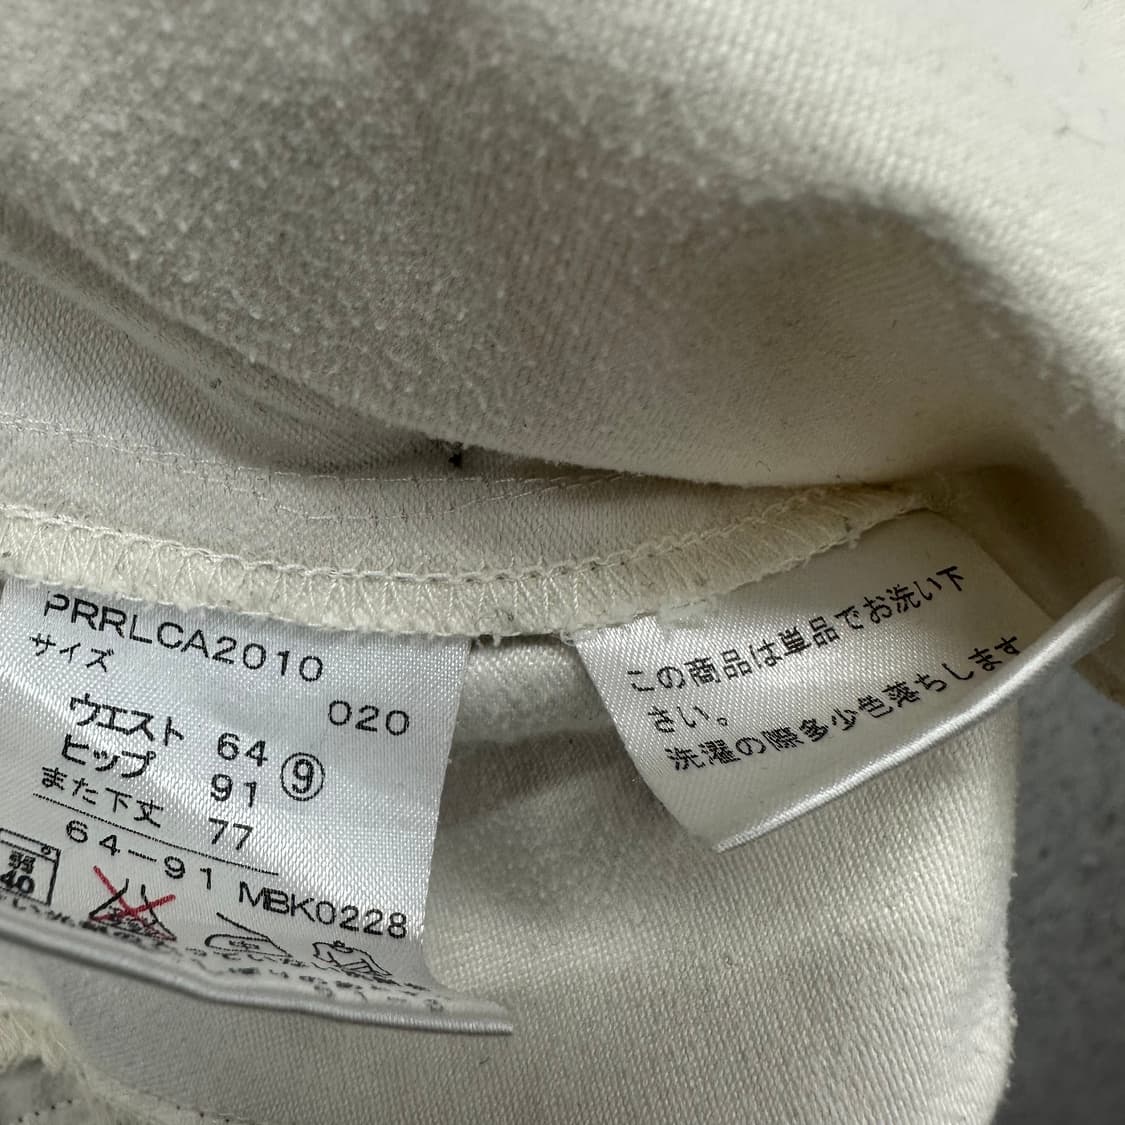 PRRLCA2010
サイズ
020
ウエスト 64
ヒップ 91 ⑨
また下丈 77
64-91 MBK0228
弱
40
この商品は単品でお洗い下
さい。
洗濯の際多少色落ちします